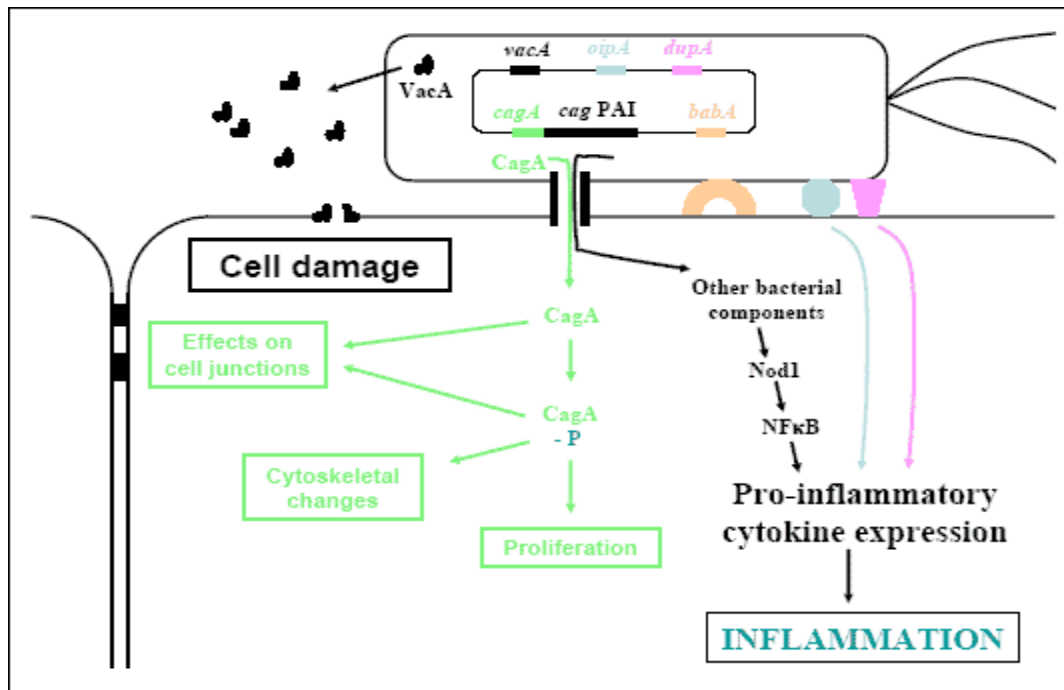 vacA oipA dupA
VacA
cagA cag PAI babA
CagA
Cell damage
Other bacterial
components
CagA
Effects on
cell junctions
Nod1
CagA
- P
NFκB
Cytoskeletal
changes
Pro-inflammatory
cytokine expression
Proliferation
INFLAMMATION